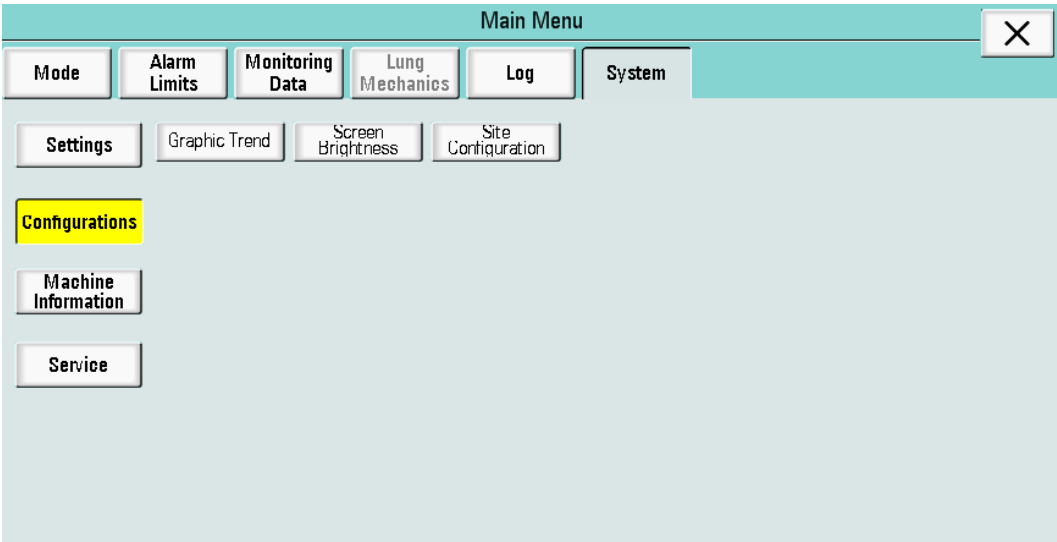 Main Menu
Mode
Alarm
Limits
Monitoring
Data
Lung
Mechanics
Log
System
Settings
Graphic Trend
Screen
Brightness
Site
Configuration
Configurations
Machine
Information
Service